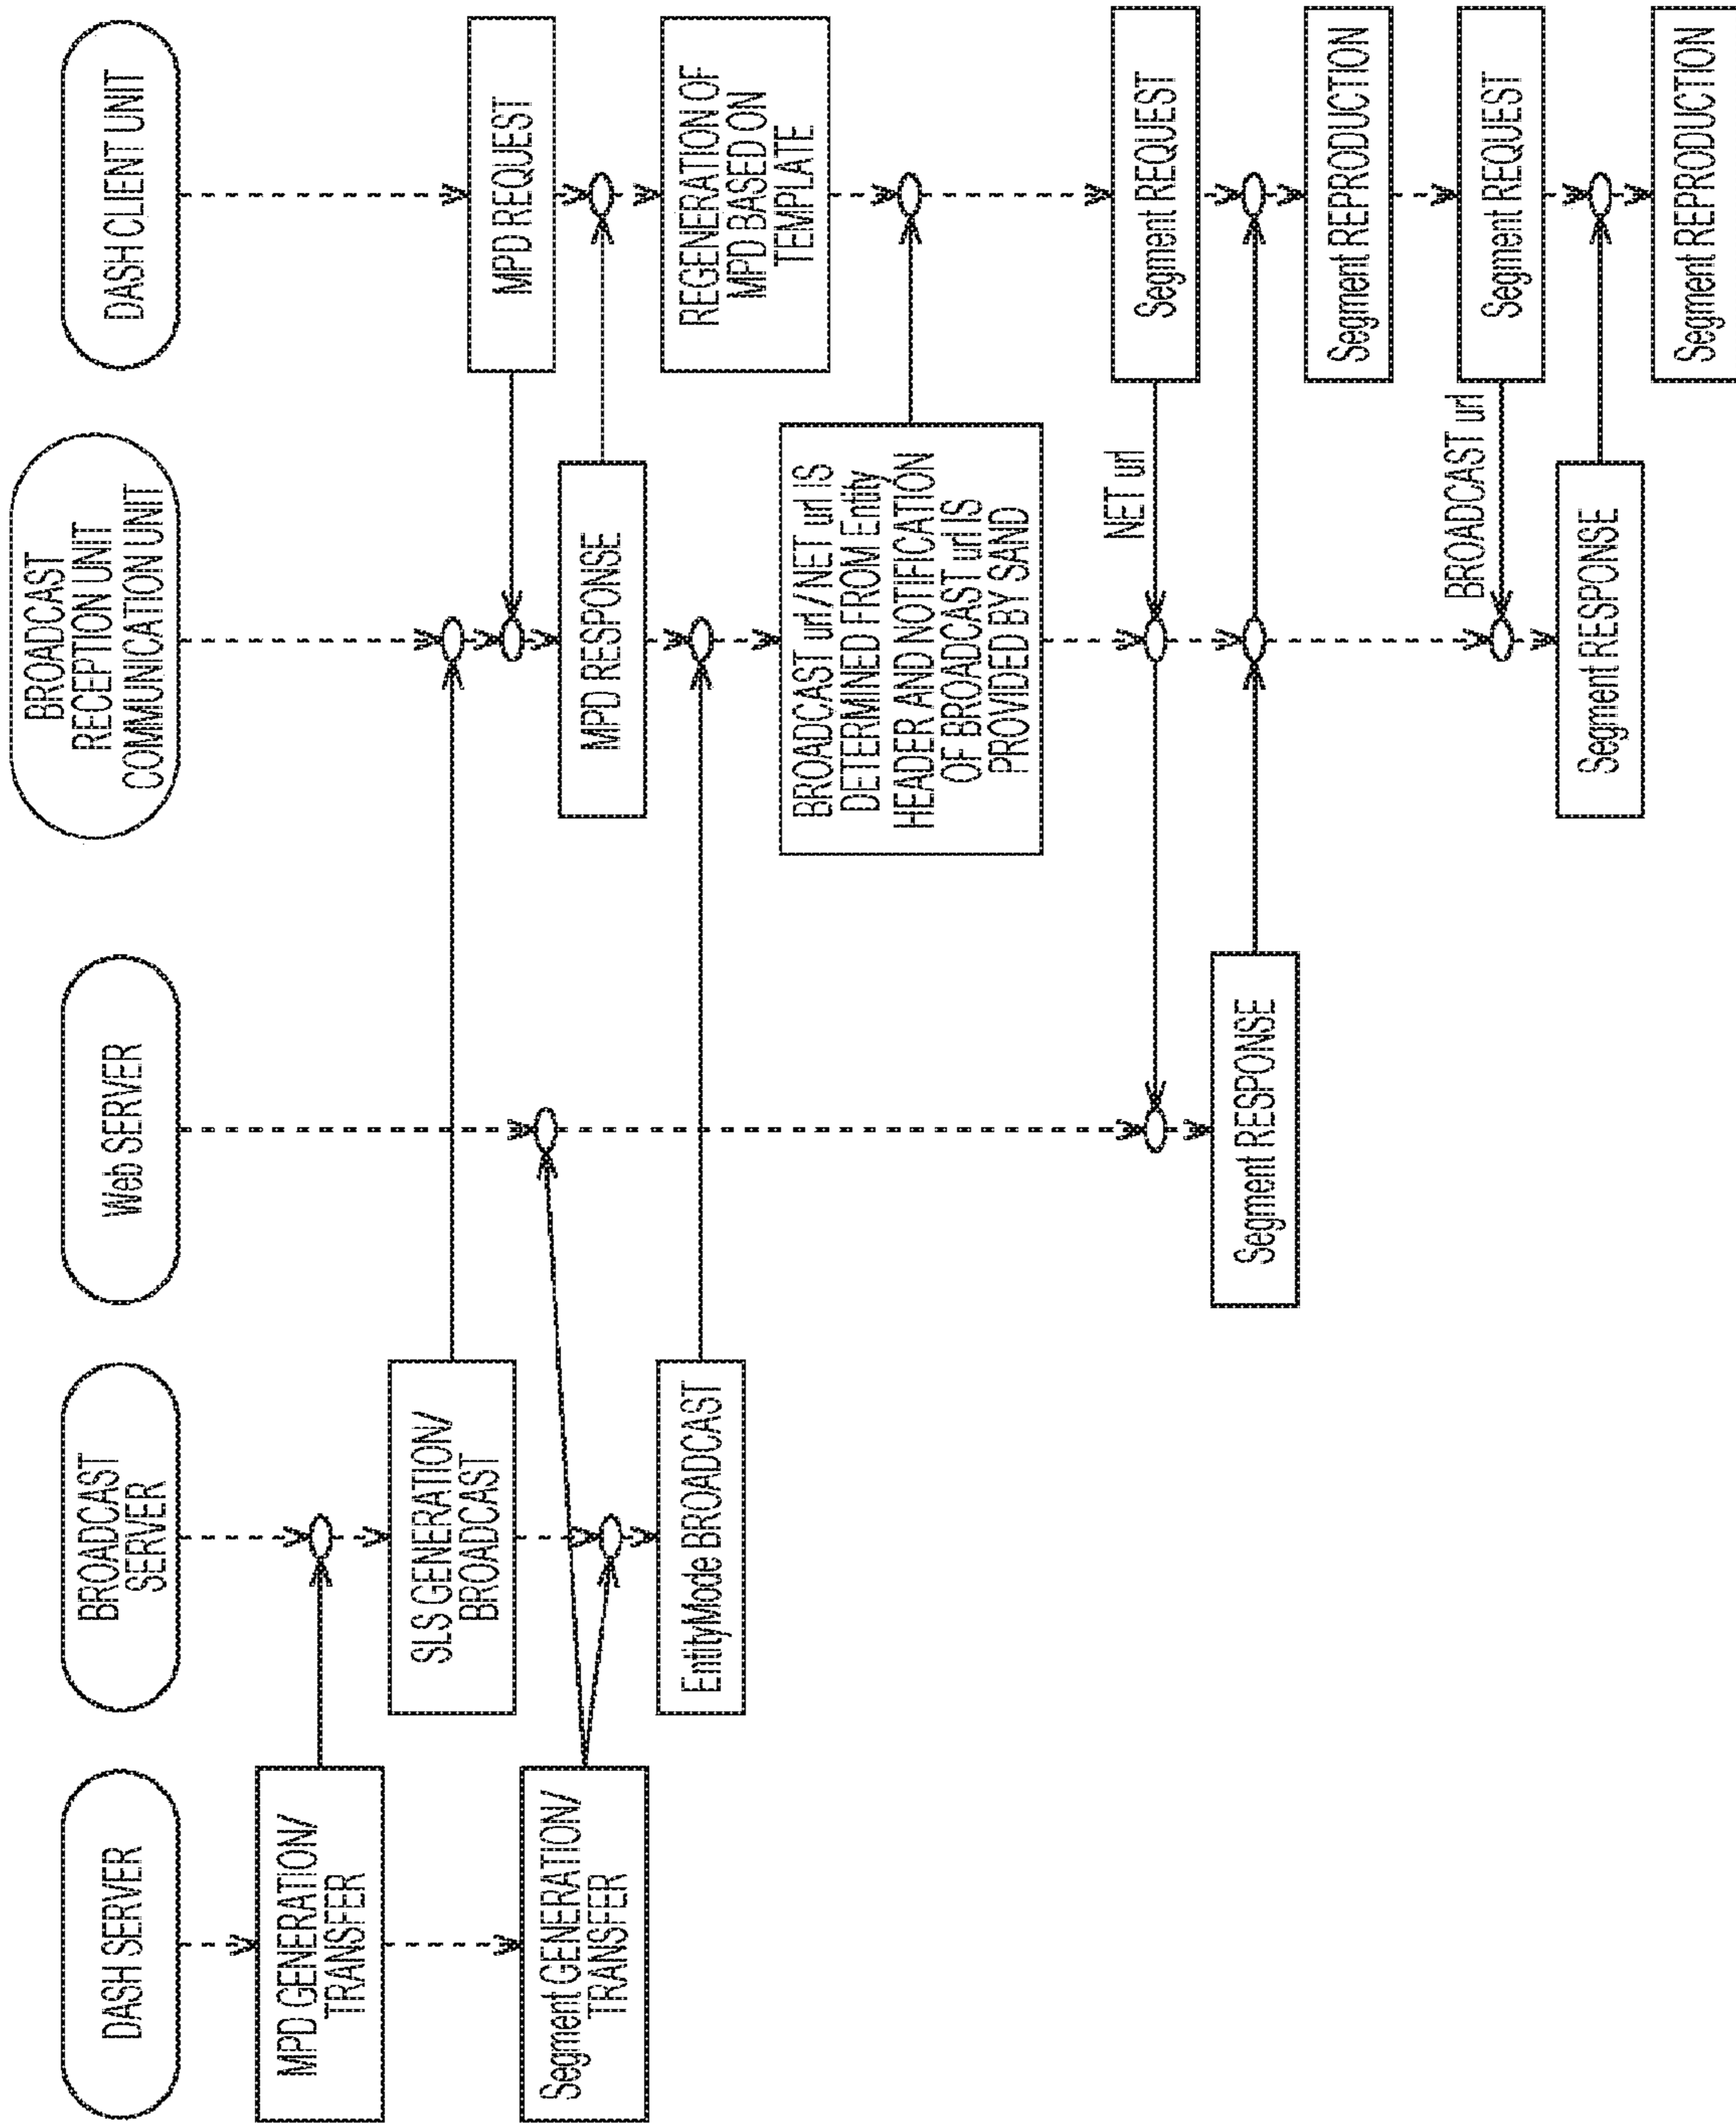 DASH SERVER
BROADCAST
SERVER
Web SERVER
BROADCAST
RECEPTION UNIT
COMMUNICATION UNIT
DASH CLIENT UNIT
MPD GENERATION/
TRANSFER
SLS GENERATION/
BROADCAST
MPD REQUEST
Segment GENERATION/
TRANSFER
MPD RESPONSE
EntityMode BROADCAST
REGENERATION OF
MPD BASED ON
TEMPLATE
BROADCAST url/NET url IS
DETERMINED FROM Entity
HEADER AND NOTIFICATION
OF BROADCAST url IS
PROVIDED BY SAND
NET url
Segment REQUEST
Segment RESPONSE
Segment REPRODUCTION
BROADCAST url
Segment REQUEST
Segment RESPONSE
Segment REPRODUCTION